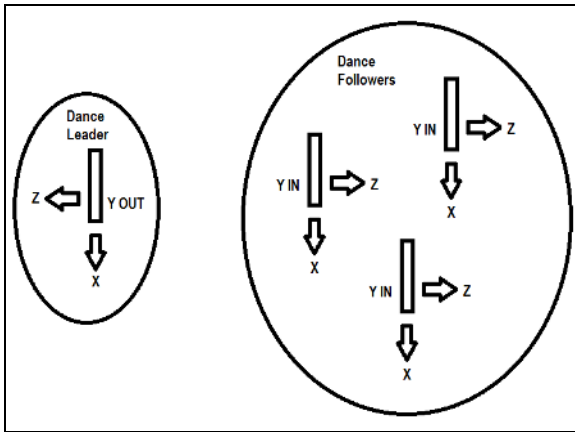 Dance
Leader
Z
Y OUT
X
Dance
Followers
Y IN
Z
X
Y IN
Z
X
Y IN
Z
X